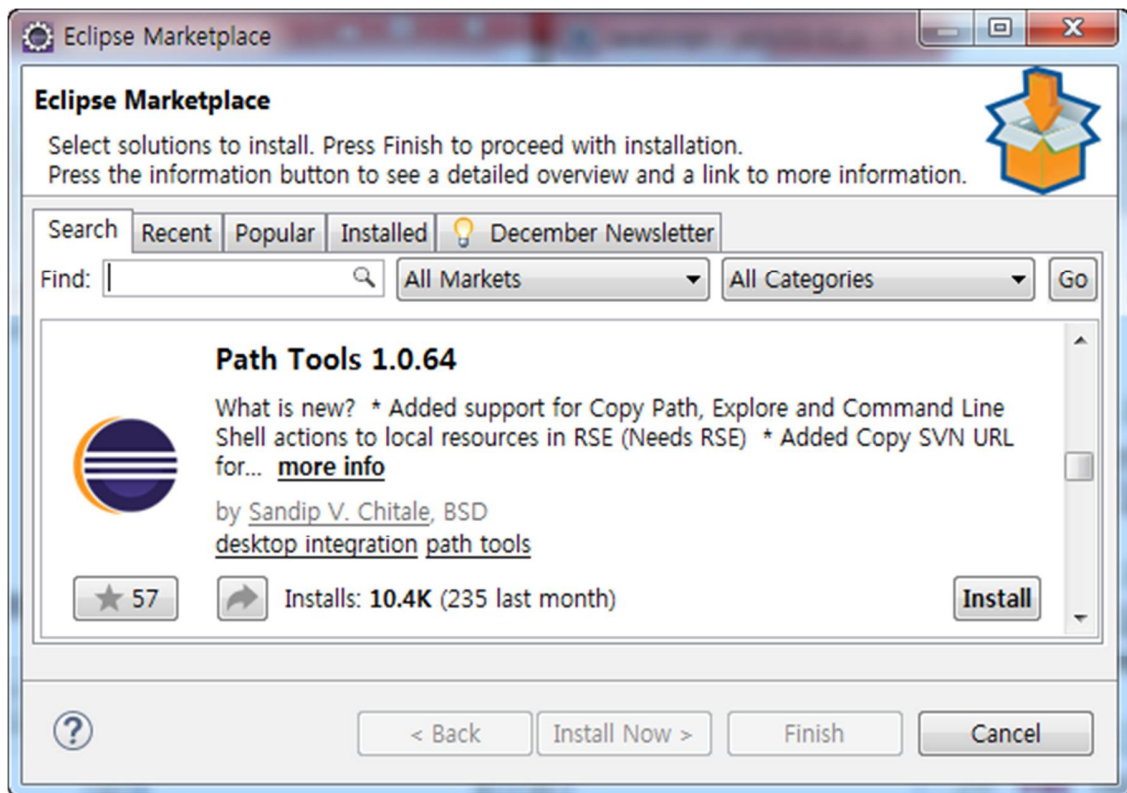 Eclipse Marketplace
Eclipse Marketplace
Select solutions to install. Press Finish to proceed with installation.
Press the information button to see a detailed overview and a link to more information.
Search Recent Popular Installed December Newsletter
Find: All Markets All Categories Go
Path Tools 1.0.64
What is new?  * Added support for Copy Path, Explore and Command Line
Shell actions to local resources in RSE (Needs RSE)  * Added Copy SVN URL
for... more info
by Sandip V. Chitale, BSD
desktop integration path tools
57 Installs: 10.4K (235 last month) Install
? < Back Install Now > Finish Cancel